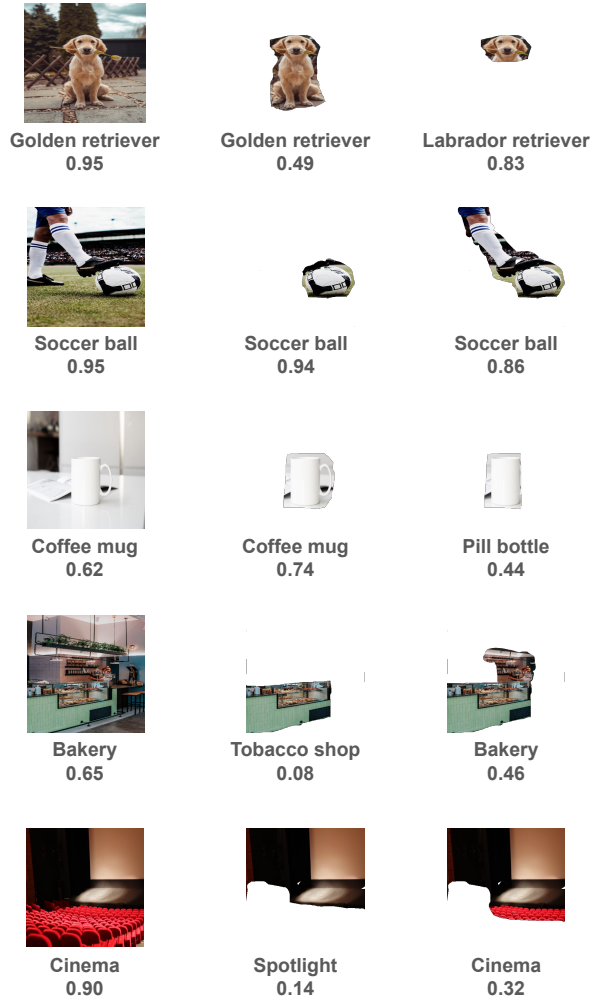 Golden retriever
0.95
Golden retriever
0.49
Labrador retriever
0.83
Soccer ball
0.95
Soccer ball
0.94
Soccer ball
0.86
Coffee mug
0.62
Coffee mug
0.74
Pill bottle
0.44
Bakery
0.65
Tobacco shop
0.08
Bakery
0.46
Cinema
0.90
Spotlight
0.14
Cinema
0.32